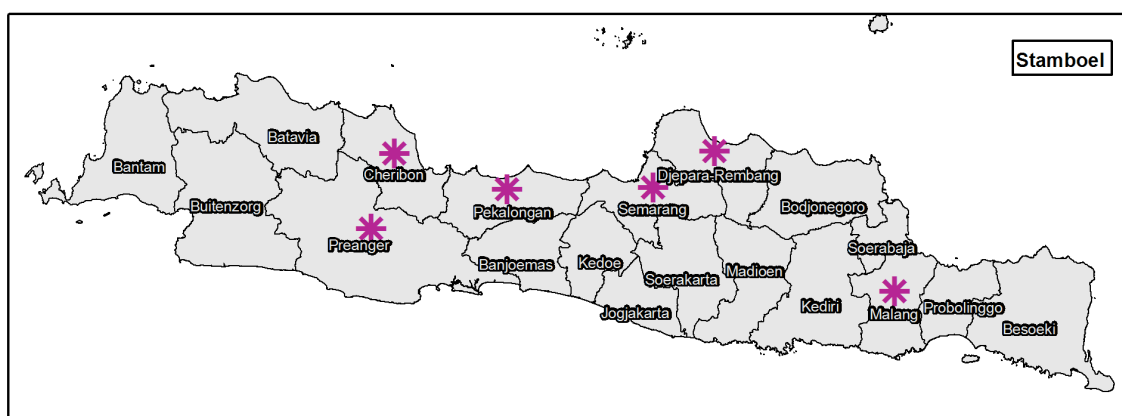 Stamboel
Batavia
Bantam
Cheribon
Djepara-Rembang
Buitenzorg
Pekalongan
Semarang
Bodjonegoro
Preanger
Soerabaja
Banjoemas
Kedoe
Soerakarta
Madioen
Jogjakarta
Kediri
Malang
Probolinggo
Besoeki